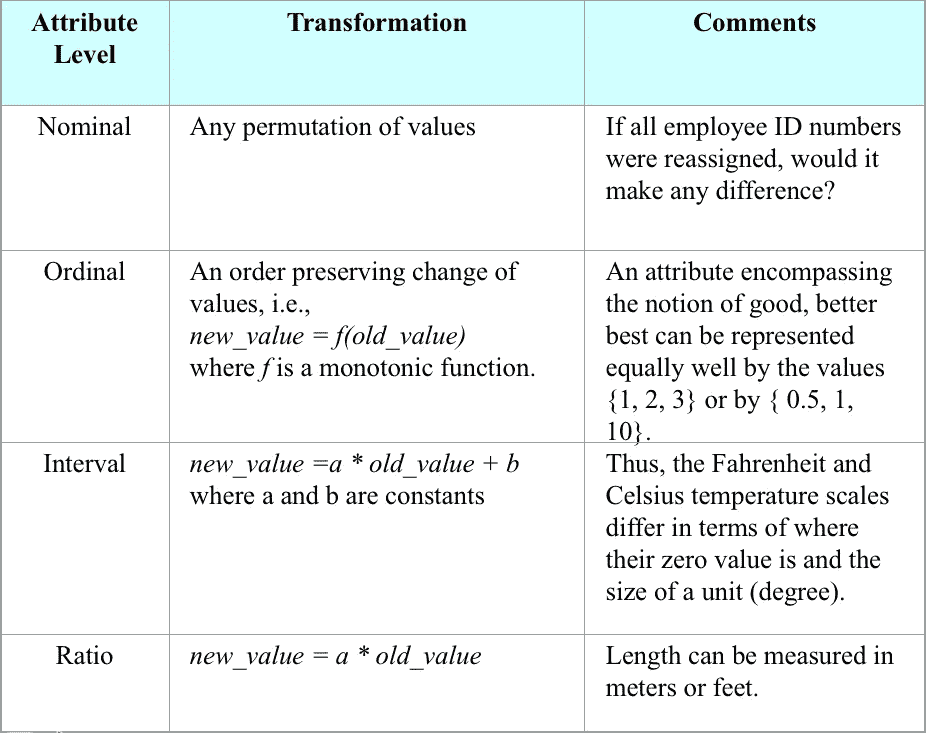 Attribute Level
Transformation
Comments
Nominal
Any permutation of values
If all employee ID numbers
were reassigned, would it
make any difference?
Ordinal
An order preserving change of
values, i.e.,
new_value = f(old_value)
where f is a monotonic function.
An attribute encompassing
the notion of good, better
best can be represented
equally well by the values
{1, 2, 3} or by { 0.5, 1,
10}.
Interval
new_value =a * old_value + b
where a and b are constants
Thus, the Fahrenheit and
Celsius temperature scales
differ in terms of where
their zero value is and the
size of a unit (degree).
Ratio
new_value = a * old_value
Length can be measured in
meters or feet.